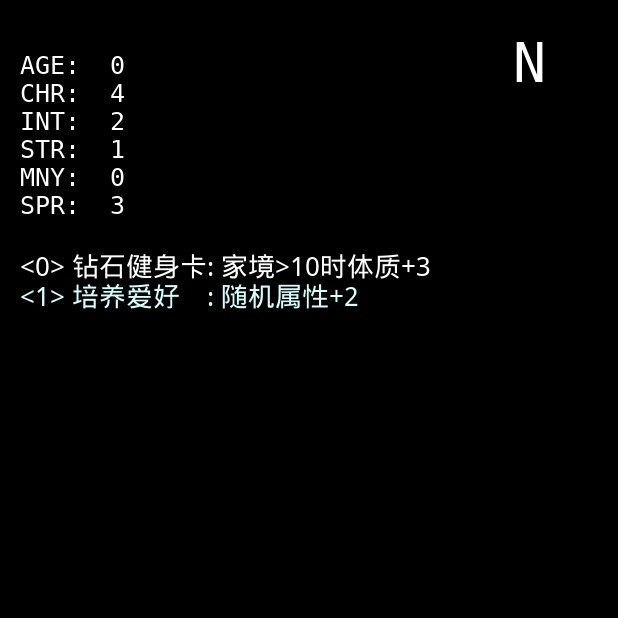 N
AGE: 0
CHR: 4
INT: 2
STR: 1
MNY: 0
SPR: 3
<0> 钻石健身卡: 家境>10时体质+3
<1> 培养爱好 : 随机属性+2